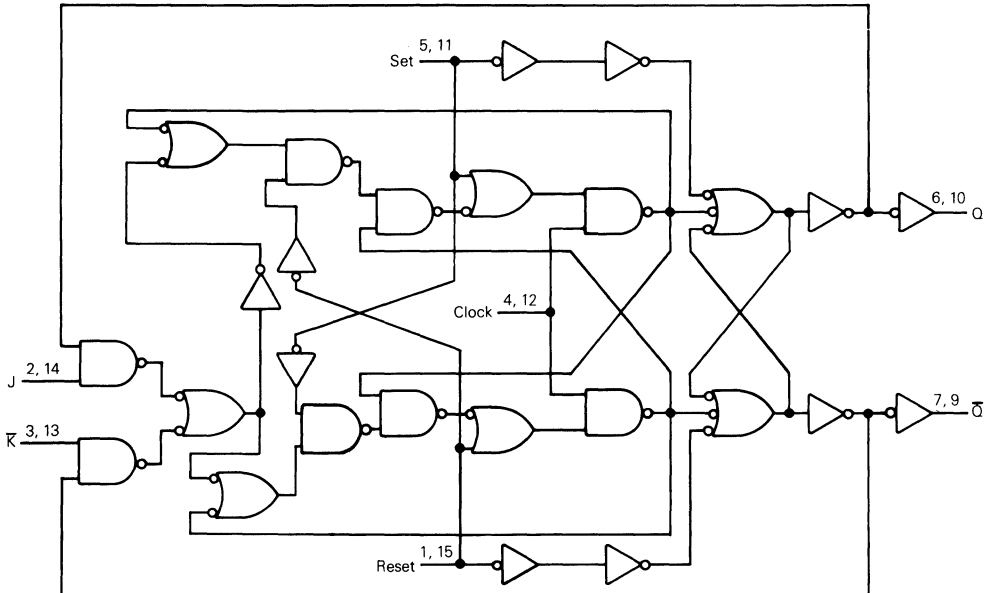 5, 11
Set
6, 10
Q
4, 12
Clock
2, 14
J
3, 13
K̅
7, 9
Q̅
1, 15
Reset